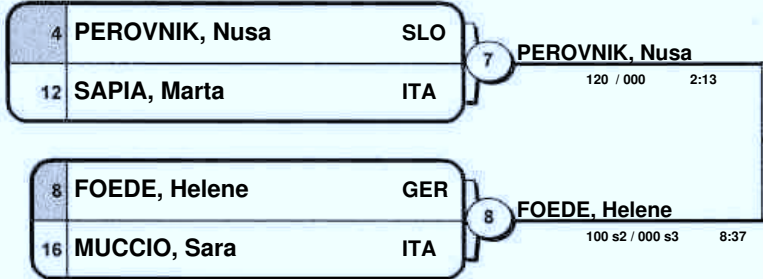 4 PEROVNIK, Nusa SLO
12 SAPIA, Marta ITA
7 PEROVNIK, Nusa
120 / 000 2:13
8 FOEDE, Helene GER
16 MUCCIO, Sara ITA
8 FOEDE, Helene
100 s2 / 000 s3 8:37